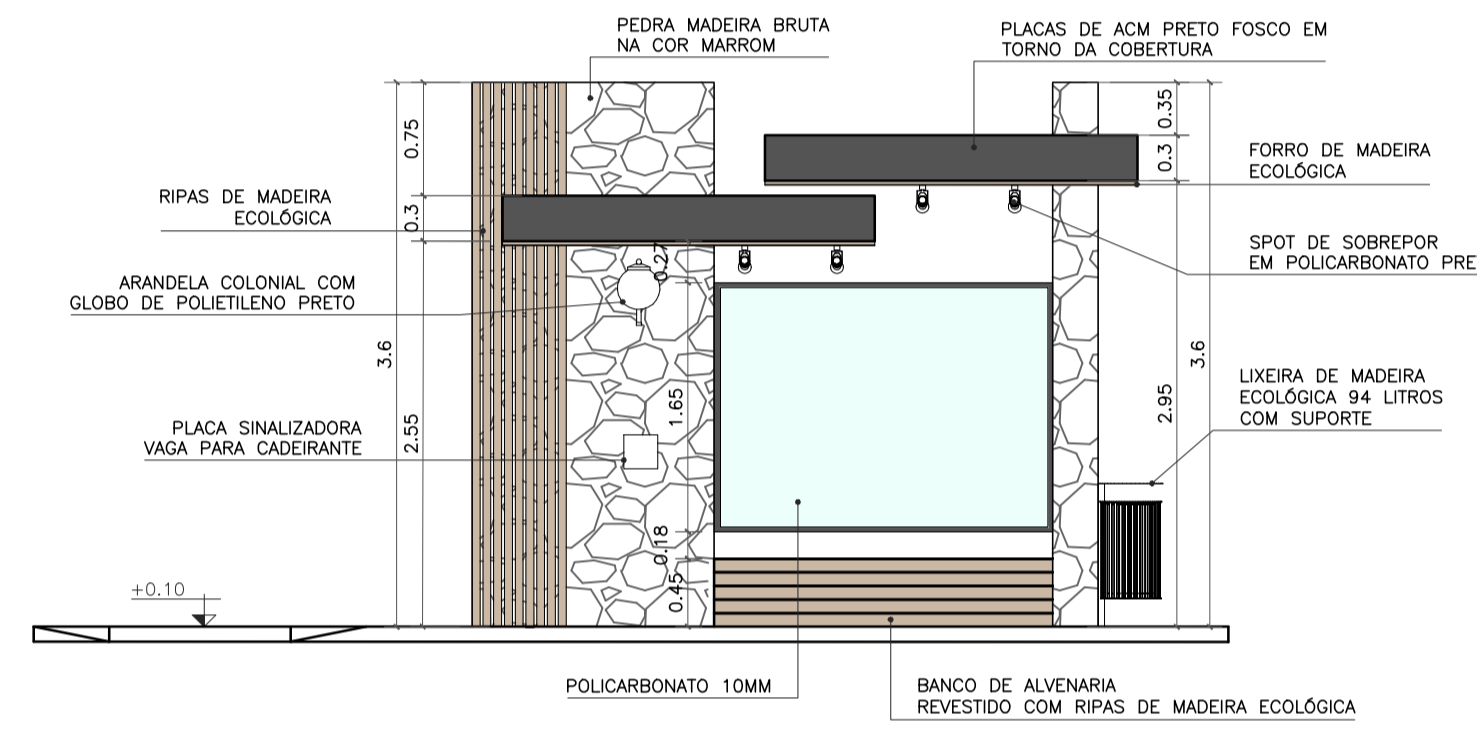 PEDRA MADEIRA BRUTA
NA COR MARROM
PLACAS DE ACM PRETO FOSCO EM
TORNO DA COBERTURA
0.75
0.35
0.3
FORRO DE MADEIRA
ECOLÓGICA
RIPAS DE MADEIRA
ECOLÓGICA
0.3
SPOT DE SOBREPOR
EM POLICARBONATO PRE
0.27
ARANDELA COLONIAL COM
GLOBO DE POLIETILENO PRETO
3.6
3.6
LIXEIRA DE MADEIRA
ECOLÓGICA 94 LITROS
COM SUPORTE
1.65
2.95
2.55
PLACA SINALIZADORA
VAGA PARA CADEIRANTE
0.18
0.45
+0.10
POLICARBONATO 10MM
BANCO DE ALVENARIA
REVESTIDO COM RIPAS DE MADEIRA ECOLÓGICA